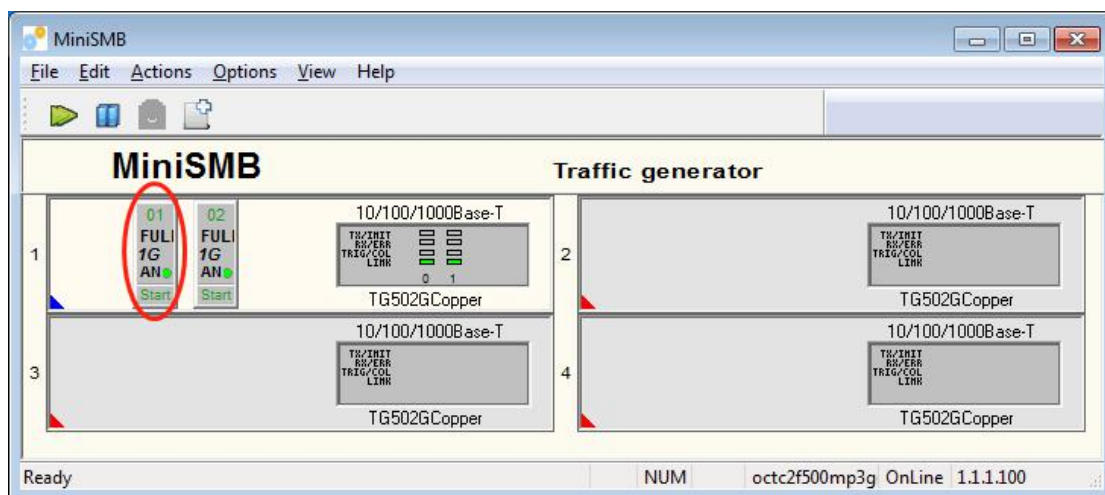 MiniSMB
File Edit Actions Options View Help
MiniSMB Traffic generator
1
01
FULL
1G
AN
Start
02
FULL
1G
AN
Start
10/100/1000Base-T
TX/INIT
RX/ERR
TRIG/COL
LINK
0 1
TG502GCopper
2
10/100/1000Base-T
TX/INIT
RX/ERR
TRIG/COL
LINK
TG502GCopper
3
10/100/1000Base-T
TX/INIT
RX/ERR
TRIG/COL
LINK
TG502GCopper
4
10/100/1000Base-T
TX/INIT
RX/ERR
TRIG/COL
LINK
TG502GCopper
Ready NUM octc2f500mp3g OnLine 1.1.1.100